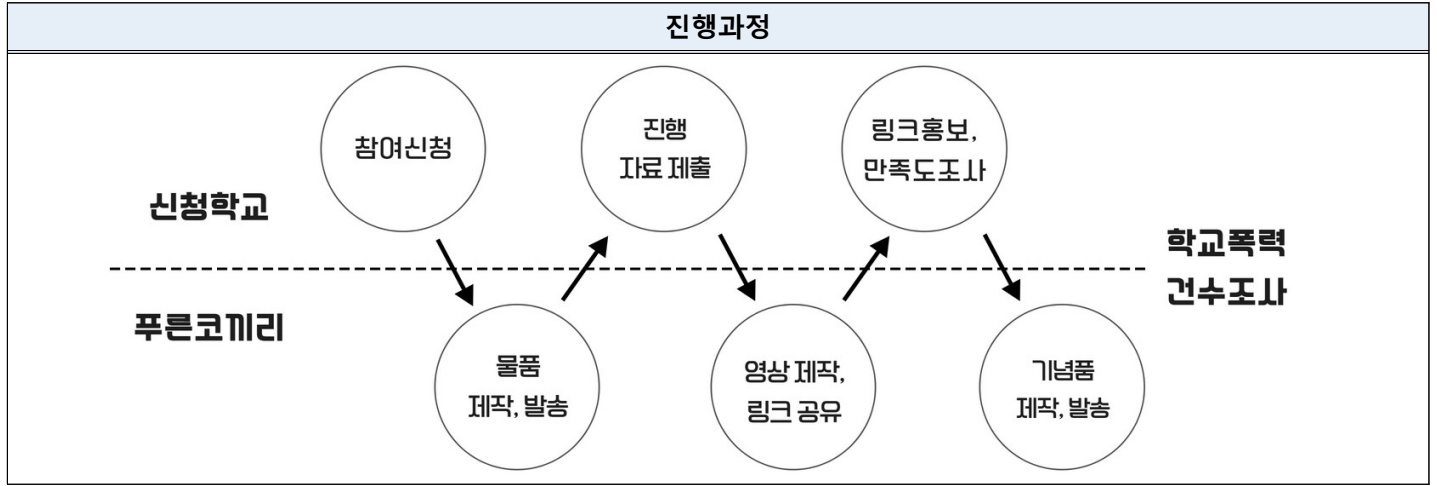 진행과정
신청학교
참여신청
진행
자료 제출
링크홍보,
만족도조사
푸른코끼리
물품
제작, 발송
영상 제작,
링크 공유
기념품
제작, 발송
학교폭력
건수조사